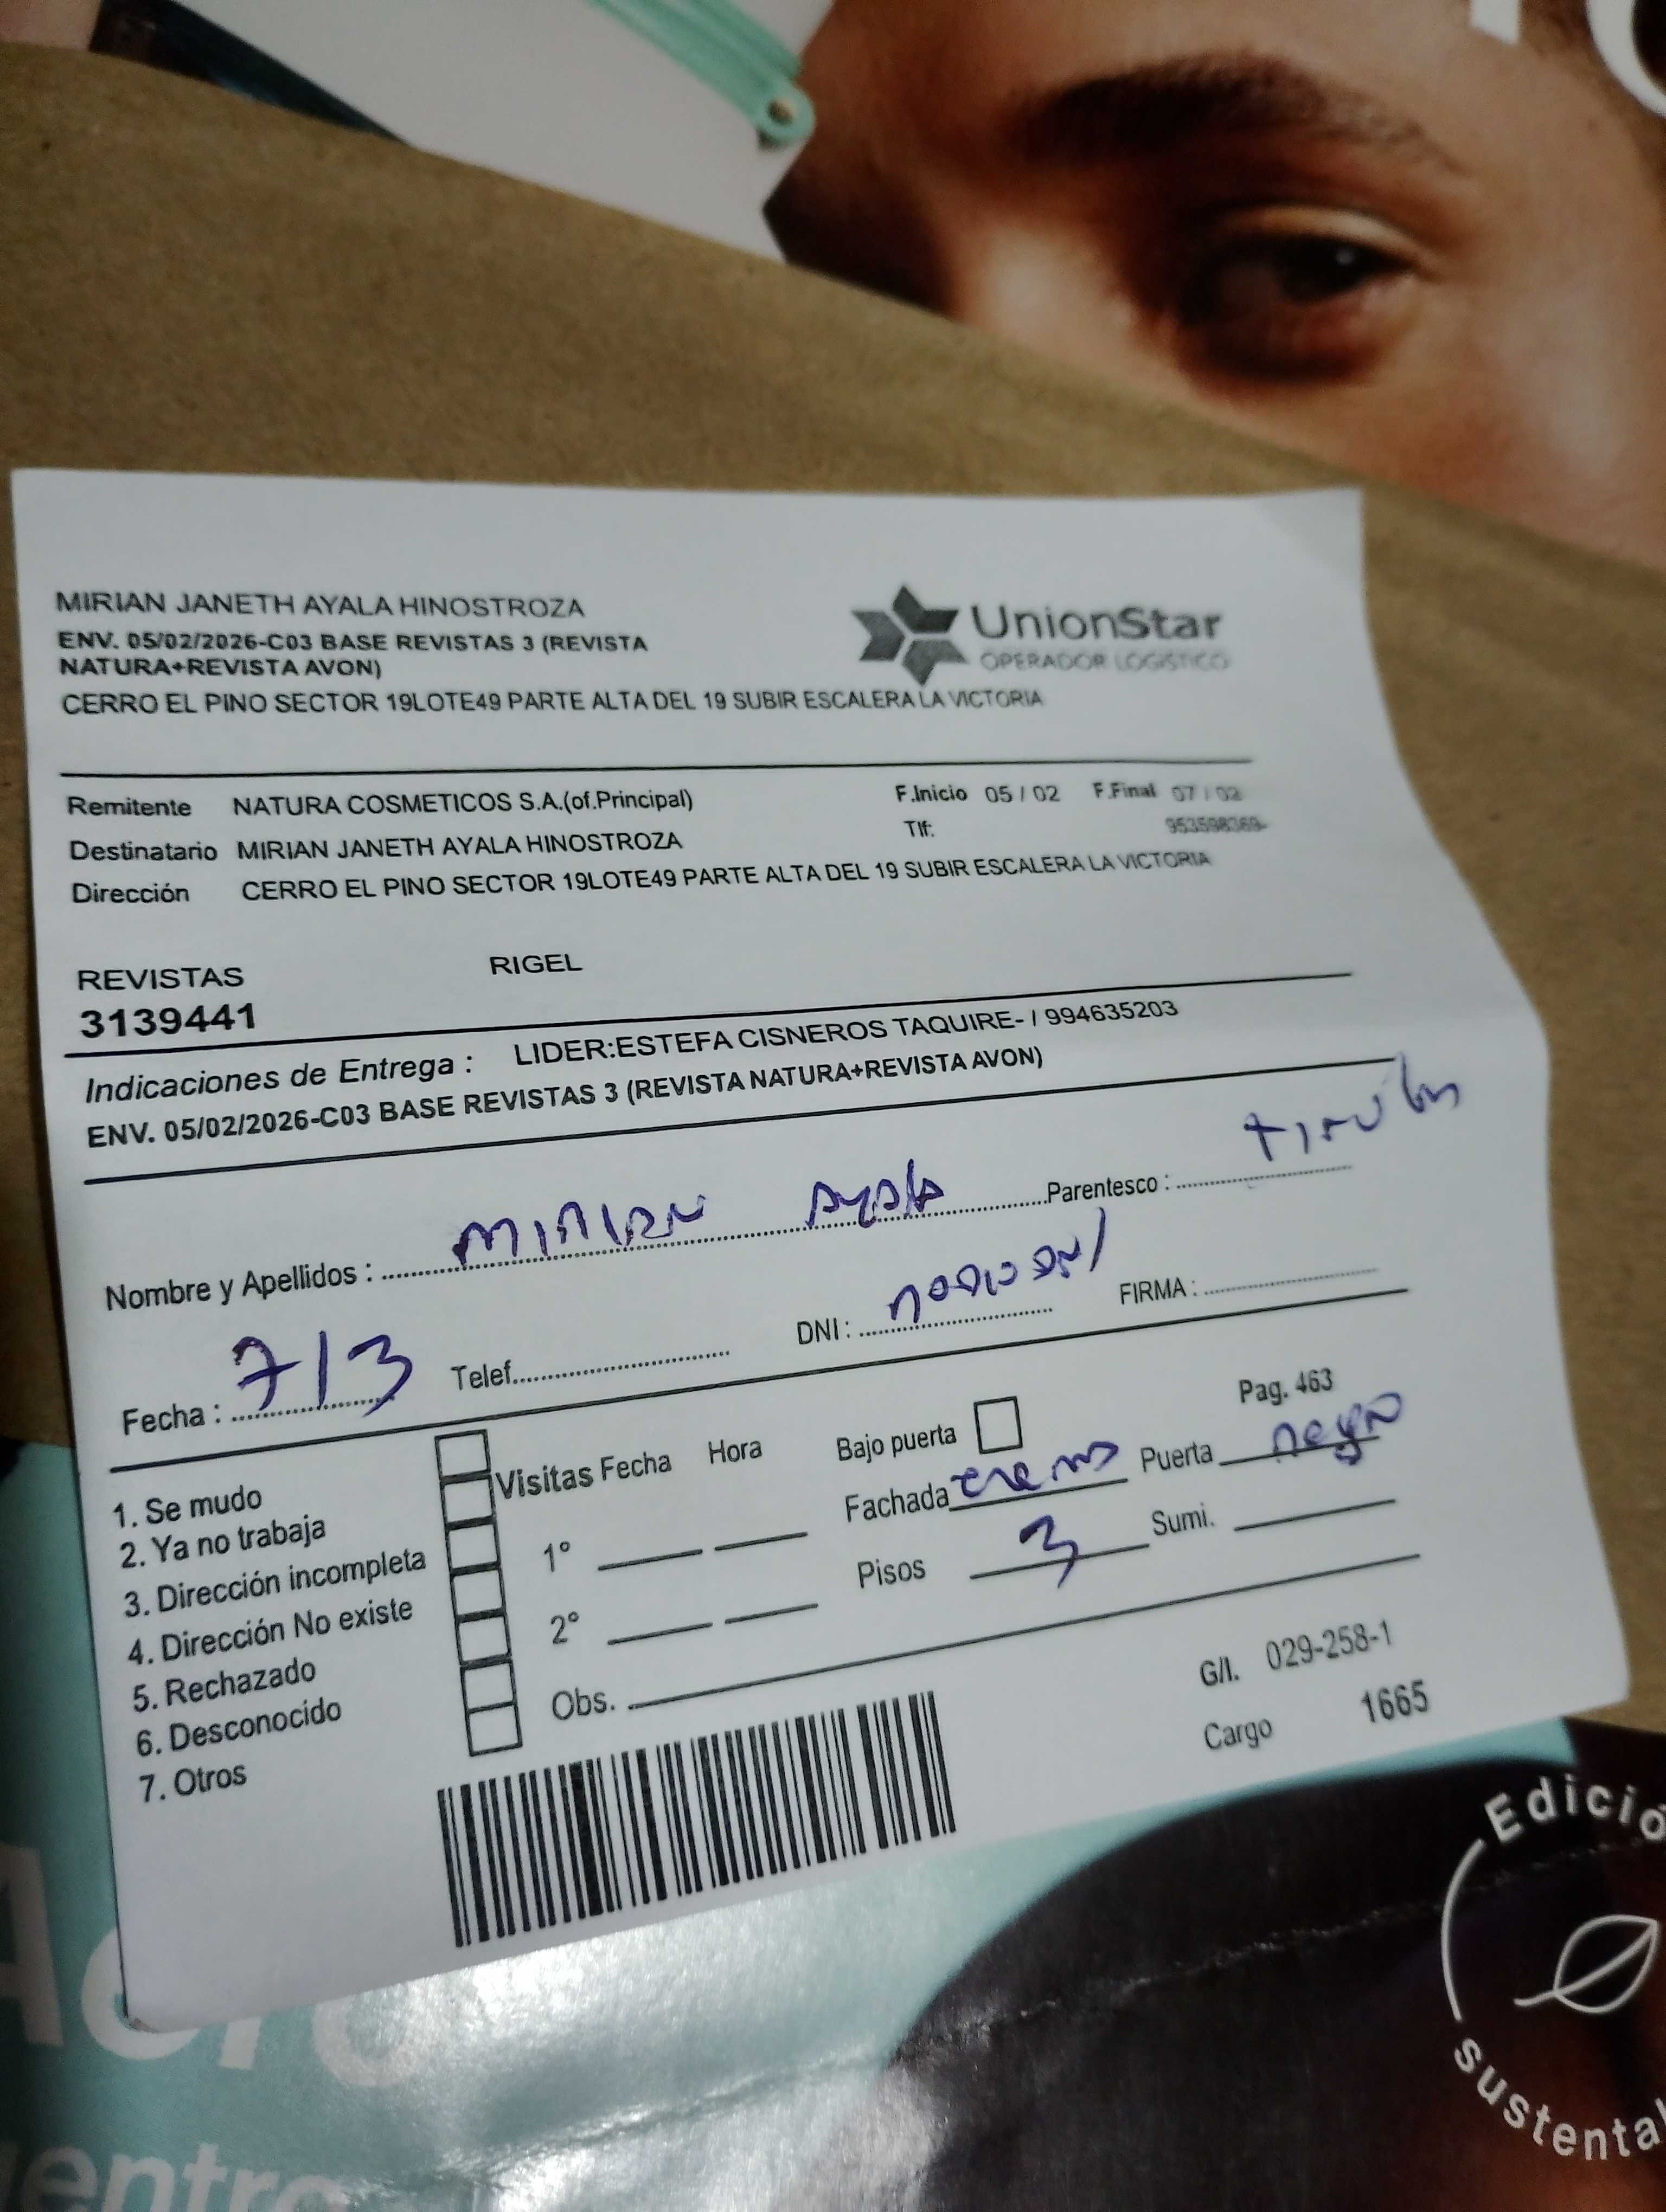 MIRIAN JANETH AYALA HINOSTROZA
ENV. 05/02/2026-C03 BASE REVISTAS 3 (REVISTA
NATURA+REVISTA AVON)
CERRO EL PINO SECTOR 19LOTE49 PARTE ALTA DEL 19 SUBIR ESCALERA LA VICTORIA
UnionStar
OPERADOR LOGISTICO
Remitente NATURA COSMETICOS S.A.(of.Principal) F.Inicio 05 / 02 F.Final 07 / 02
Destinatario MIRIAN JANETH AYALA HINOSTROZA Tlf: 953598369-
Dirección CERRO EL PINO SECTOR 19LOTE49 PARTE ALTA DEL 19 SUBIR ESCALERA LA VICTORIA
REVISTAS RIGEL
3139441
Indicaciones de Entrega : LIDER:ESTEFA CISNEROS TAQUIRE- / 994635203
ENV. 05/02/2026-C03 BASE REVISTAS 3 (REVISTA NATURA+REVISTA AVON)
Nombre y Apellidos : Mirian Ayala Parentesco :
Fecha : 7/3 Telef. DNI : FIRMA :
Pag. 463
1. Se mudo
2. Ya no trabaja
3. Dirección incompleta
4. Dirección No existe
5. Rechazado
6. Desconocido
7. Otros
Visitas Fecha Hora
1°
2°
Obs.
Bajo puerta
Fachada crema Puerta negro
Pisos 3 Sumi.
G/I. 029-258-1
Cargo 1665
Edició
sustental